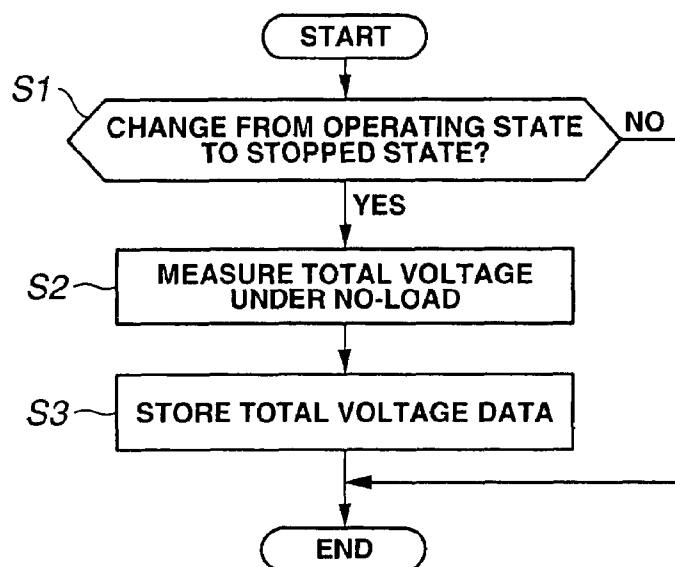 START
S1
CHANGE FROM OPERATING STATE
TO STOPPED STATE?
NO
YES
S2
MEASURE TOTAL VOLTAGE
UNDER NO-LOAD
S3
STORE TOTAL VOLTAGE DATA
END